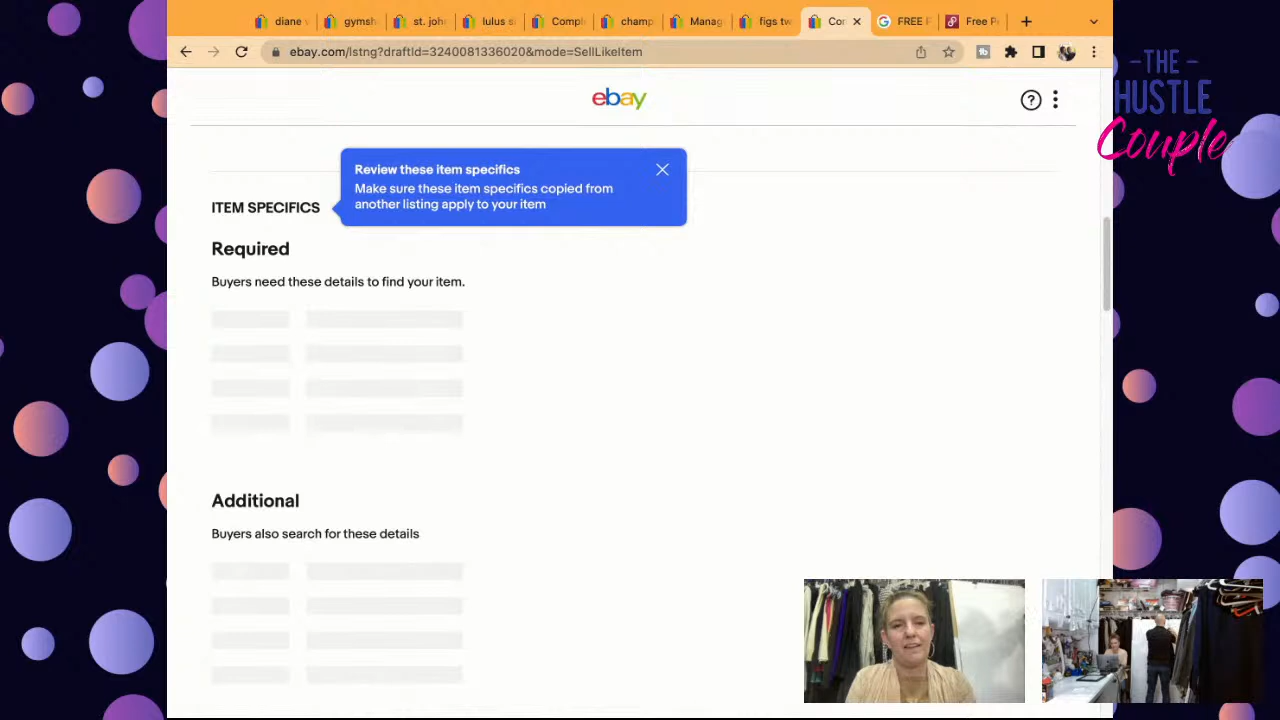 diane v
gymsh
st. john
lulus s
Comple
champ
Manag
figs tw
Cor
FREE F
Free P
ebay.com/lstng?draftId=3240081336020&mode=SellLikeItem
fb
-THE-
HUSTLE
Couple
ebay
?
Review these item specifics
Make sure these item specifics copied from
another listing apply to your item
ITEM SPECIFICS
Required
Buyers need these details to find your item.
Additional
Buyers also search for these details